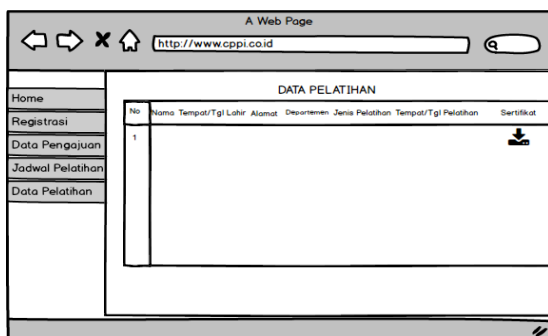 A Web Page
http://www.cppi.co.id
DATA PELATIHAN
Home
Registrasi
Data Pengajuan
Jadwal Pelatihan
Data Pelatihan
No Nama Tempat/Tgl Lahir Alamat Departemen Jenis Pelatihan Tempat/Tgl Pelatihan Sertifikat
1